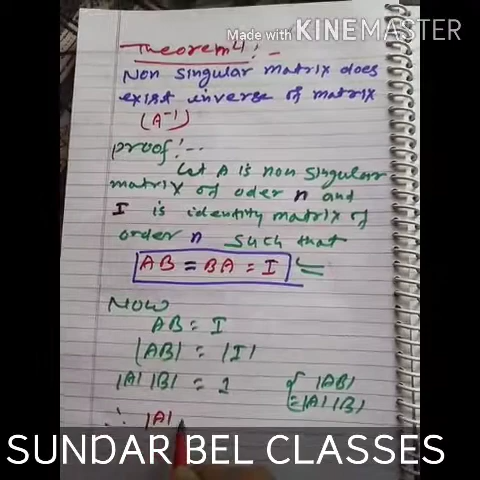 Made with KINEMASTER
Theorem 4! :-
Non singular matrix does
exist inverse of matrix
(A⁻¹)
proof! :-
Let A is non singular
matrix of oder n and
I is identity matrix of
order n such that
AB = BA = I
Now
AB = I
|AB| = |I|
|A| |B| = 1 { |AB|
= |A| |B|
∴ |A|
SUNDAR BEL CLASSES